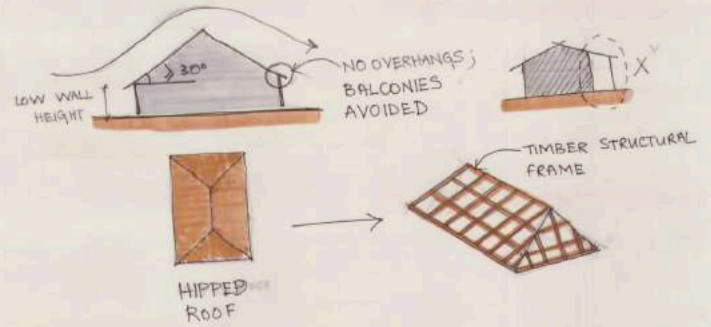 ≥ 30°
LOW WALL
HEIGHT
NO OVERHANGS;
BALCONIES
AVOIDED
X
TIMBER STRUCTURAL
FRAME
HIPPED
ROOF